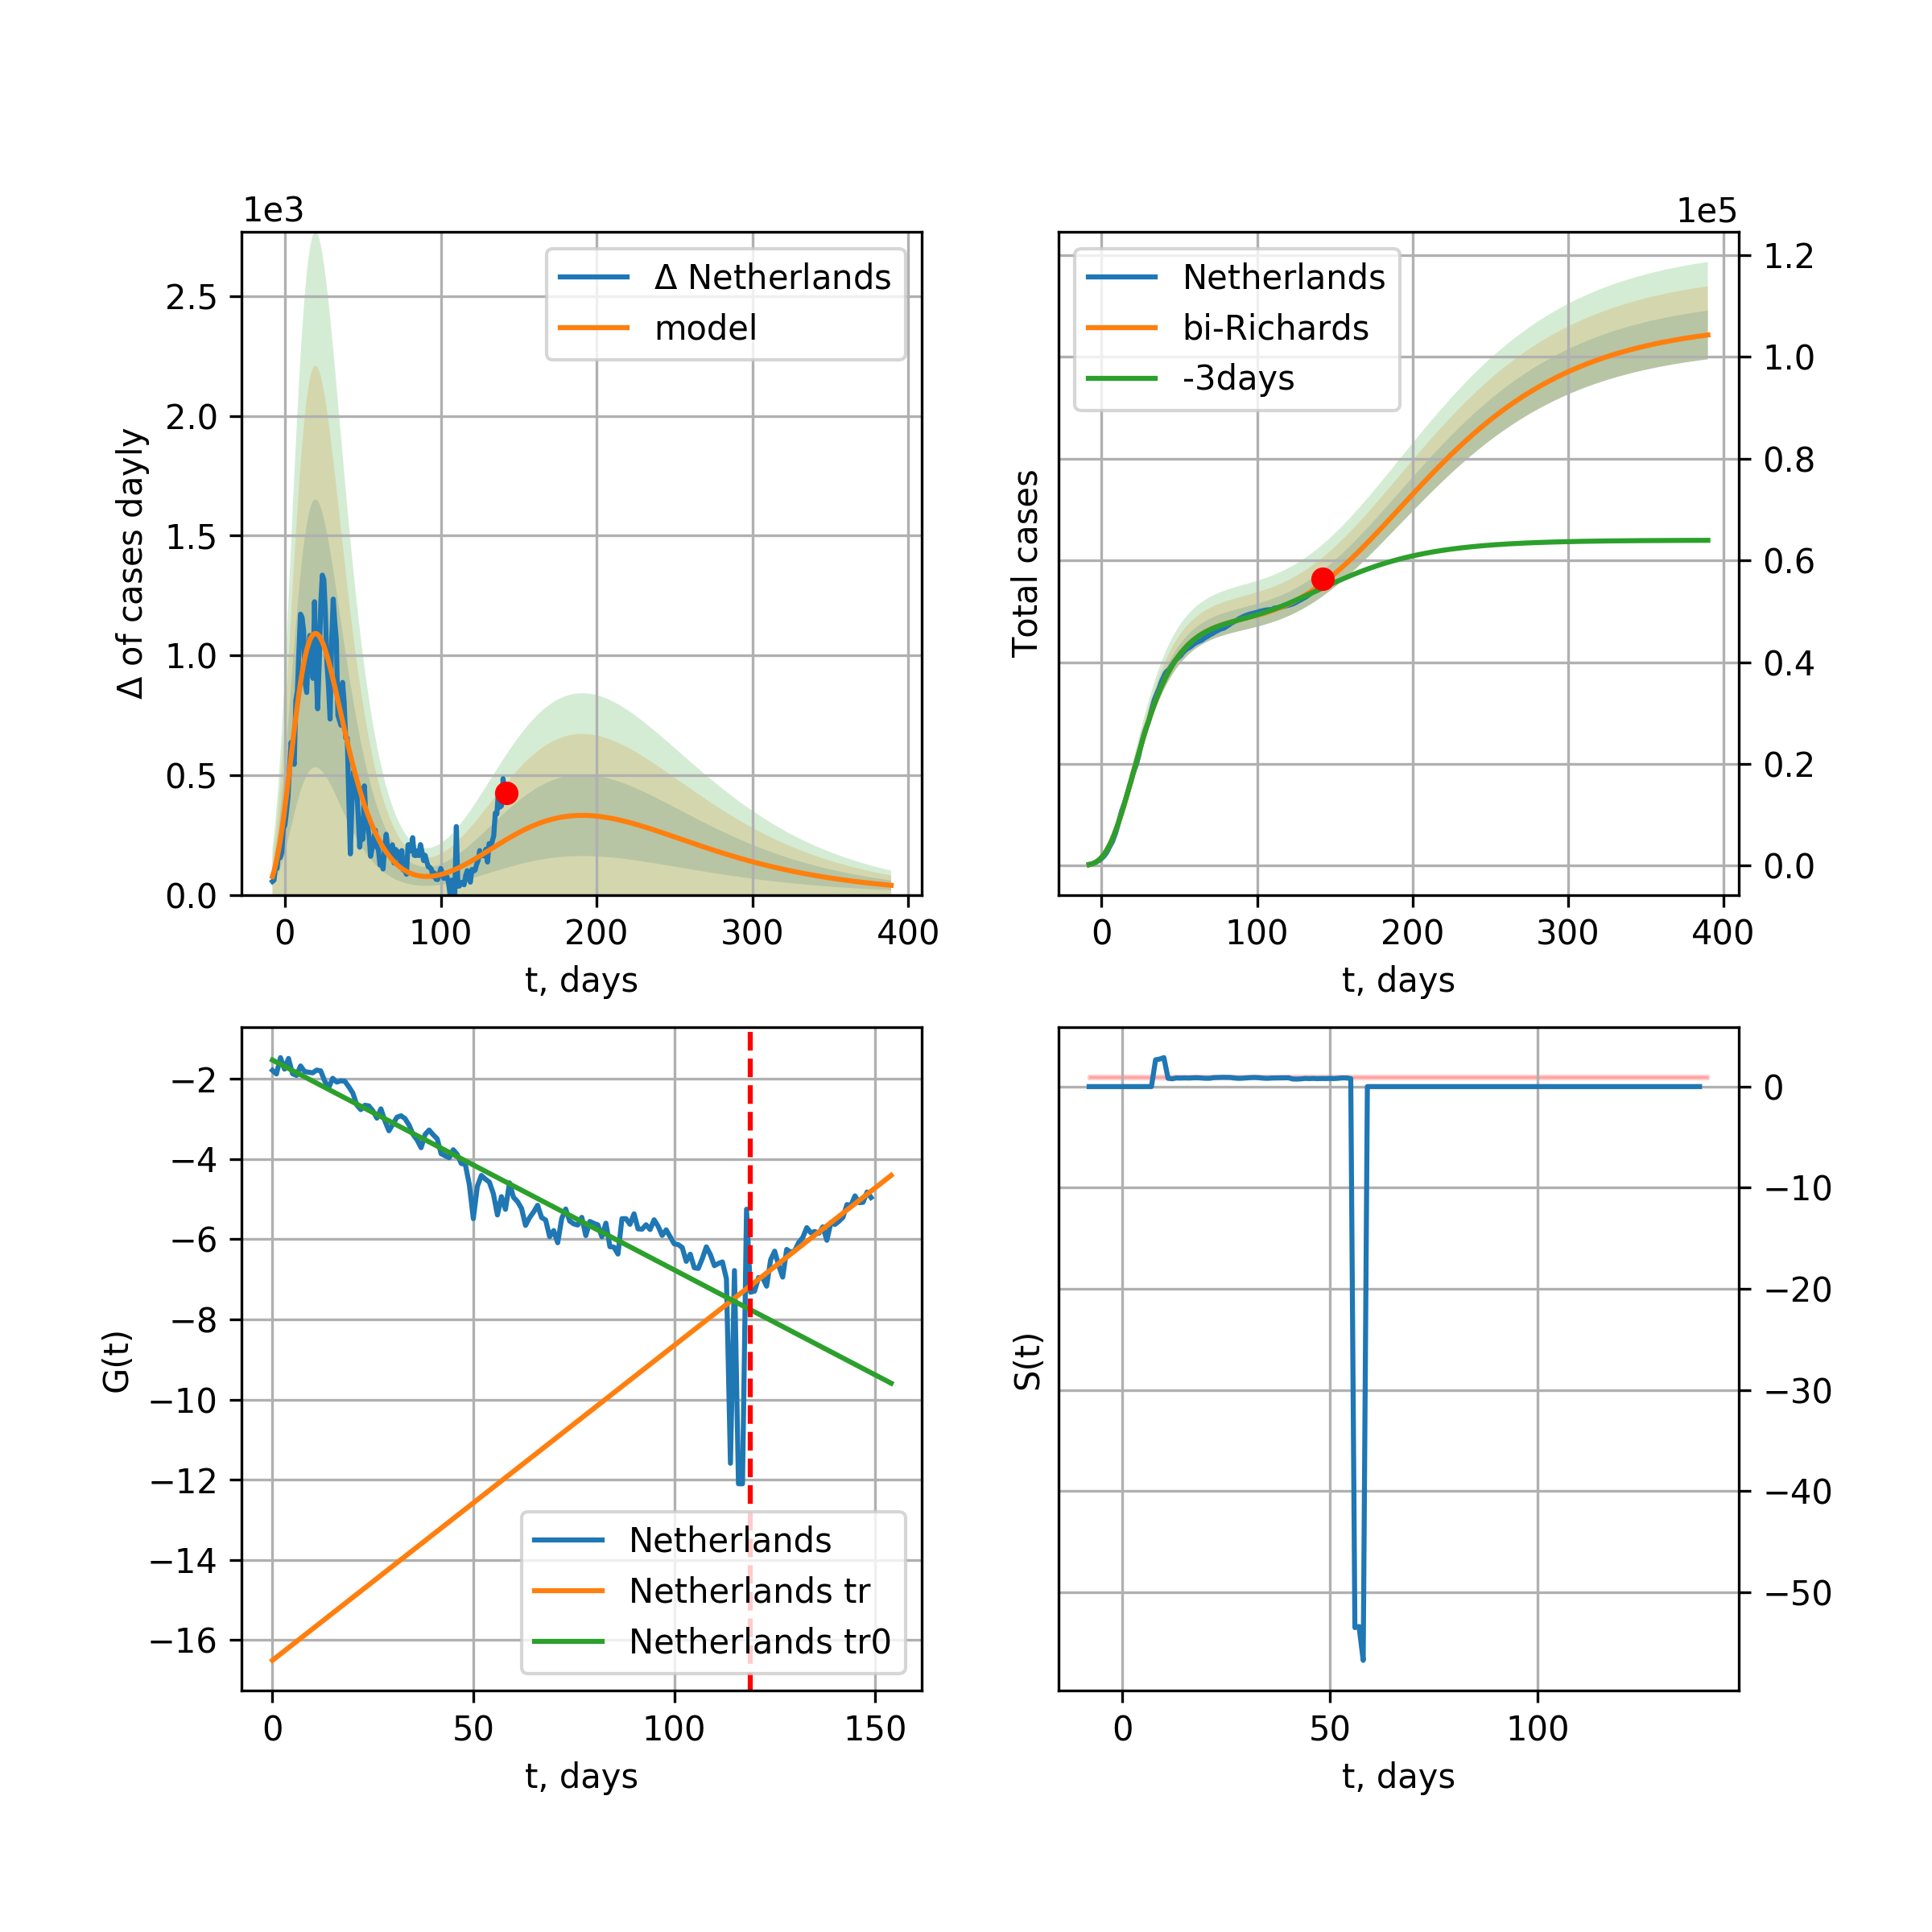 1e3
Δ of cases dayly
2.5
2.0
1.5
1.0
0.5
0.0
Δ Netherlands
model
0 100 200 300 400
t, days
1e5
Total cases
Netherlands
bi-Richards
-3days
1.2
1.0
0.8
0.6
0.4
0.2
0.0
0 100 200 300 400
t, days
G(t)
−2
−4
−6
−8
−10
−12
−14
−16
Netherlands
Netherlands tr
Netherlands tr0
0 50 100 150
t, days
S(t)
0
−10
−20
−30
−40
−50
0 50 100
t, days